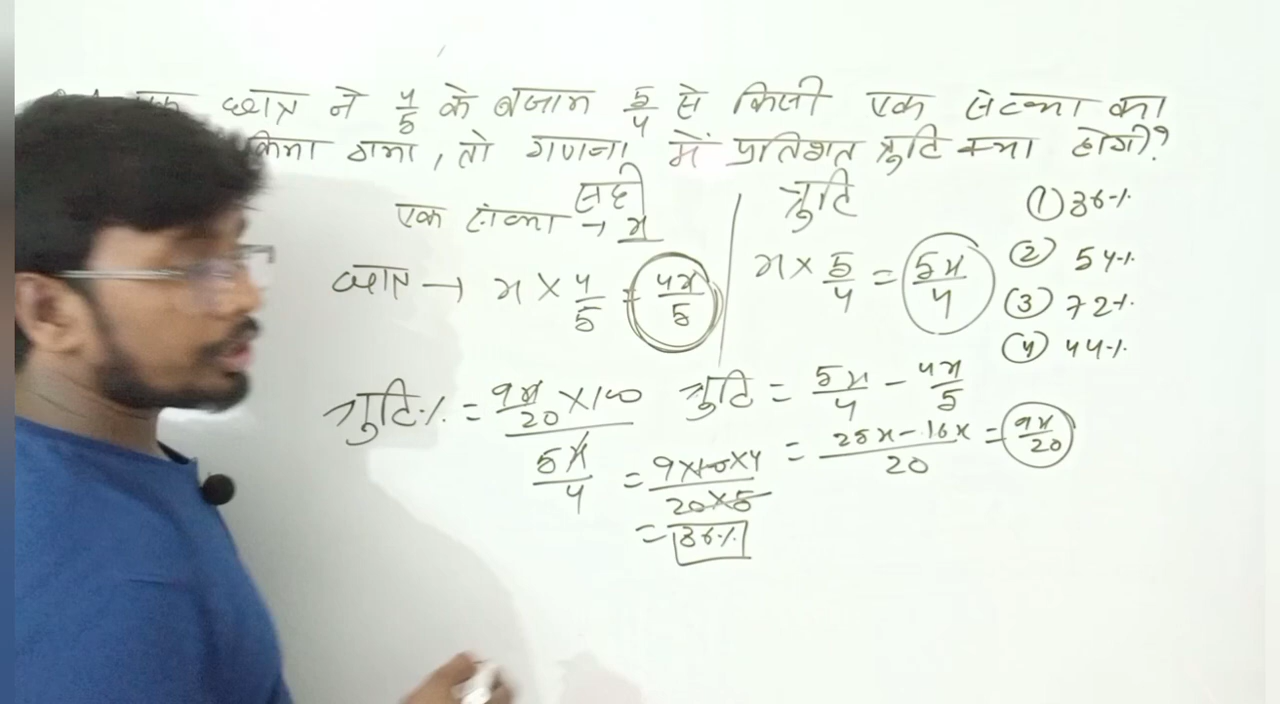 छात्र ने 4/5 के बजाय 5/4 से किसी एक संख्या का
किया गया, तो गणना में प्रतिशत त्रुटि क्या होगी?
सही
त्रुटि
① 36%
एक संख्या → x
② 54%
छात्र → x × 4/5 = 4x/5
x × 5/4 = 5x/4
③ 72%
④ 44%
त्रुटि% = 9x/20 × 100 / 5x/4
त्रुटि = 5x/4 - 4x/5
= 25x - 16x / 20 = 9x/20
= 9×100×4 / 20×5
= 36%